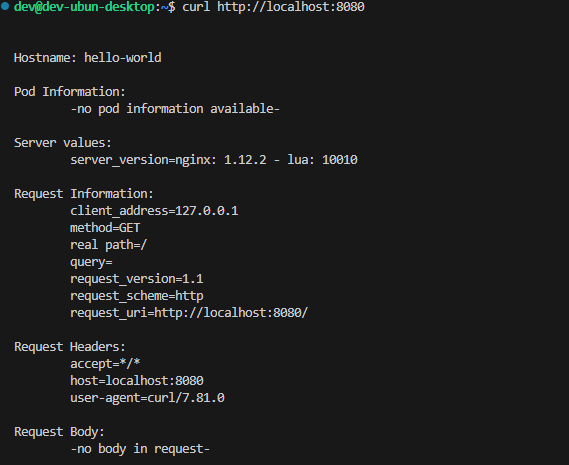 dev@dev-ubun-desktop:~$ curl http://localhost:8080
Hostname: hello-world
Pod Information:
-no pod information available-
Server values:
server_version=nginx: 1.12.2 - lua: 10010
Request Information:
client_address=127.0.0.1
method=GET
real path=/
query=
request_version=1.1
request_scheme=http
request_uri=http://localhost:8080/
Request Headers:
accept=*/*
host=localhost:8080
user-agent=curl/7.81.0
Request Body:
-no body in request-